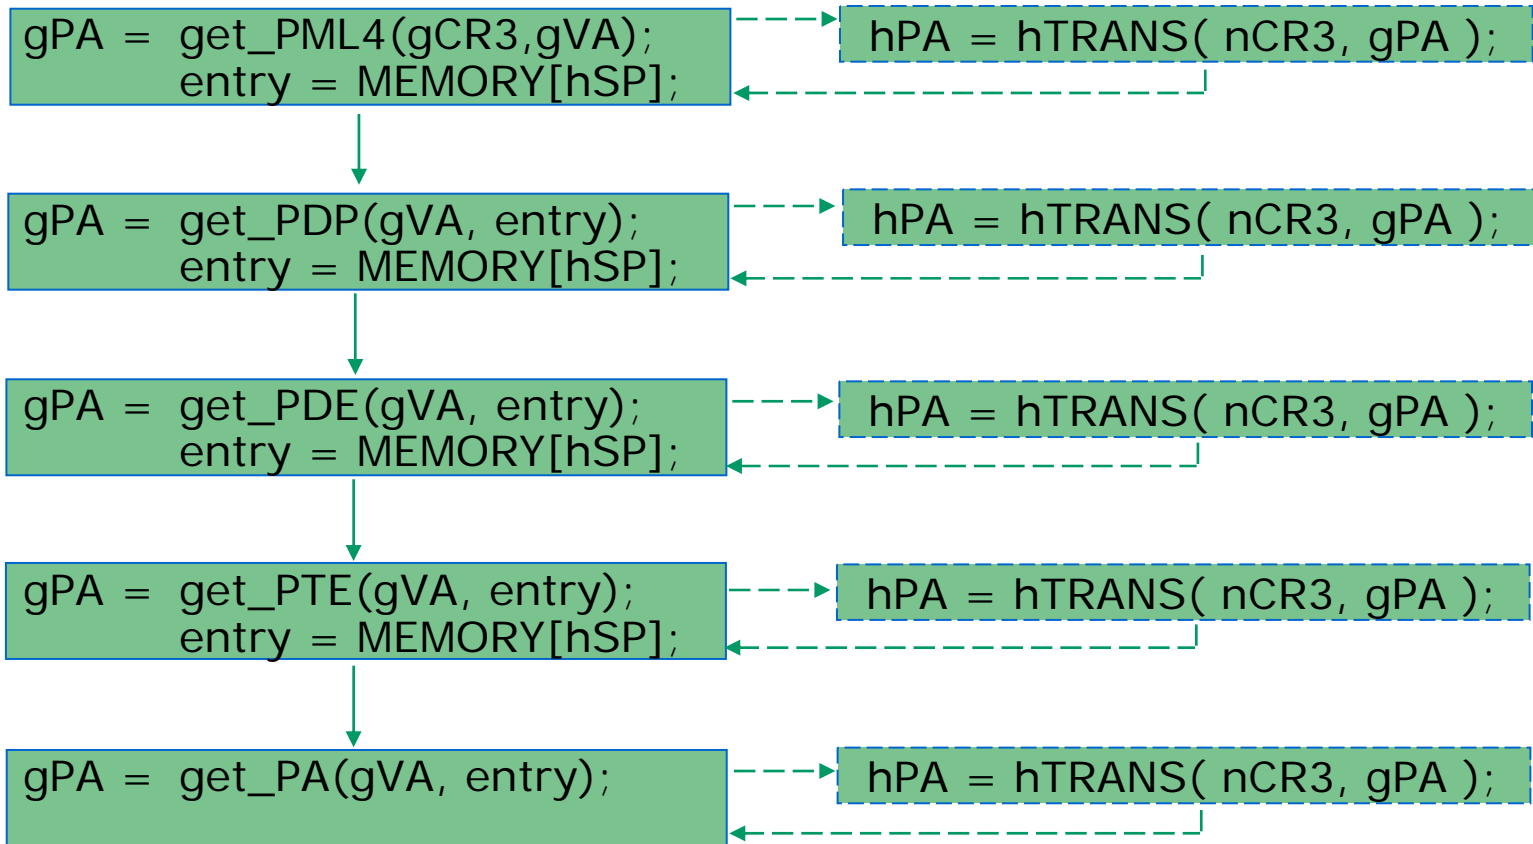 gPA = get_PML4(gCR3,gVA);
entry = MEMORY[hSP];
hPA = hTRANS( nCR3, gPA );
gPA = get_PDP(gVA, entry);
entry = MEMORY[hSP];
hPA = hTRANS( nCR3, gPA );
gPA = get_PDE(gVA, entry);
entry = MEMORY[hSP];
hPA = hTRANS( nCR3, gPA );
gPA = get_PTE(gVA, entry);
entry = MEMORY[hSP];
hPA = hTRANS( nCR3, gPA );
gPA = get_PA(gVA, entry);
hPA = hTRANS( nCR3, gPA );